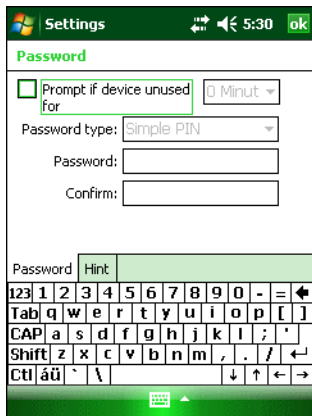 Settings 5:30 ok
Password
Prompt if device unused for
0 Minut
Password type: Simple PIN
Password:
Confirm:
Password Hint
123 1 2 3 4 5 6 7 8 9 0 - =
Tab q w e r t y u i o p [ ]
CAP a s d f g h j k l ; '
Shift z x c v b n m , . /
Ctl áü ` \